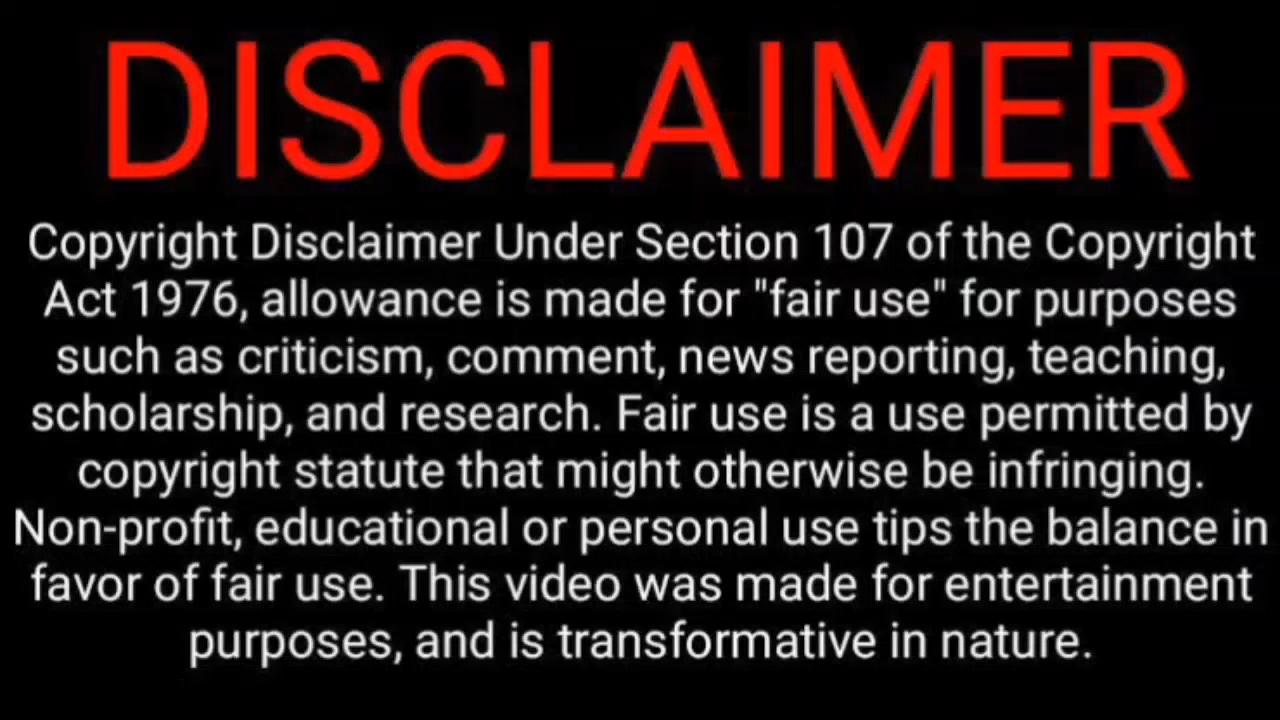 DISCLAIMER
Copyright Disclaimer Under Section 107 of the Copyright
Act 1976, allowance is made for "fair use" for purposes
such as criticism, comment, news reporting, teaching,
scholarship, and research. Fair use is a use permitted by
copyright statute that might otherwise be infringing.
Non-profit, educational or personal use tips the balance in
favor of fair use. This video was made for entertainment
purposes, and is transformative in nature.